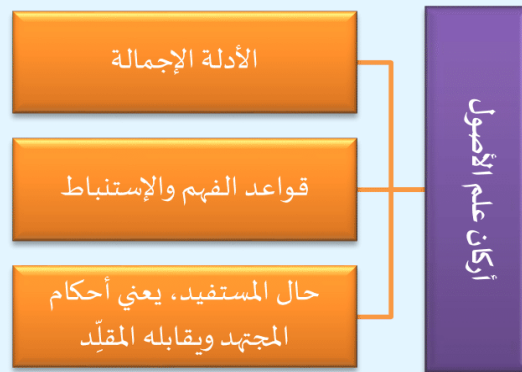 أركان علم الأصول
الأدلة الإجمالة
قواعد الفهم والإستنباط
حال المستفيد، يعني أحكام
المجتهد ويقابله المقلِّد